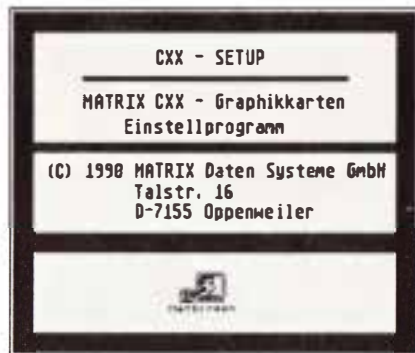 CXX - SETUP
MATRIX CXX - Graphikkarten
Einstellprogramm
(C) 1990 MATRIX Daten Systeme GmbH
Talstr. 16
D-7155 Oppenweiler